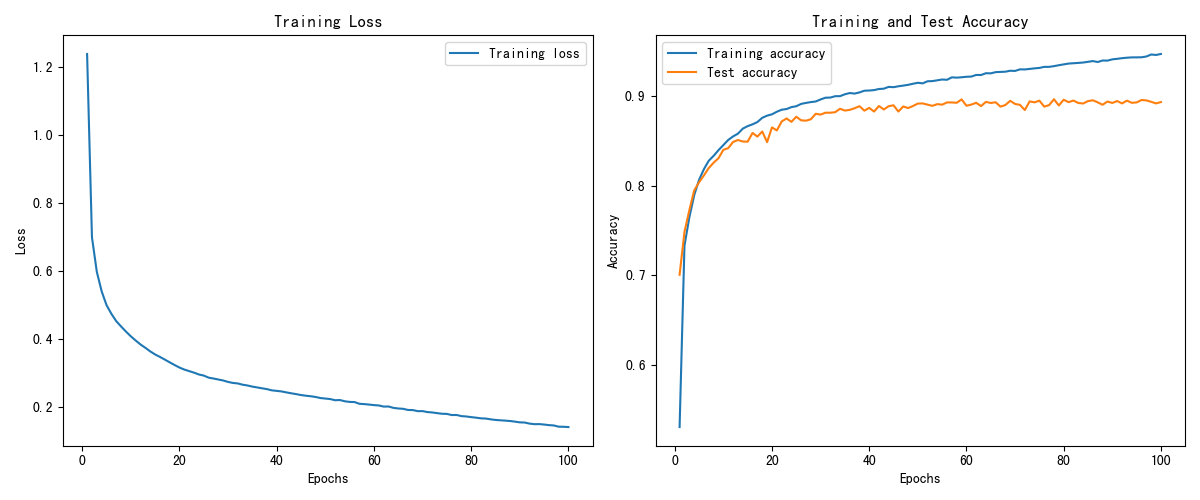 Training Loss
Training loss
1.2
1.0
0.8
0.6
0.4
0.2
Loss
0
20
40
60
80
100
Epochs
Training and Test Accuracy
Training accuracy
Test accuracy
0.9
0.8
0.7
0.6
Accuracy
0
20
40
60
80
100
Epochs